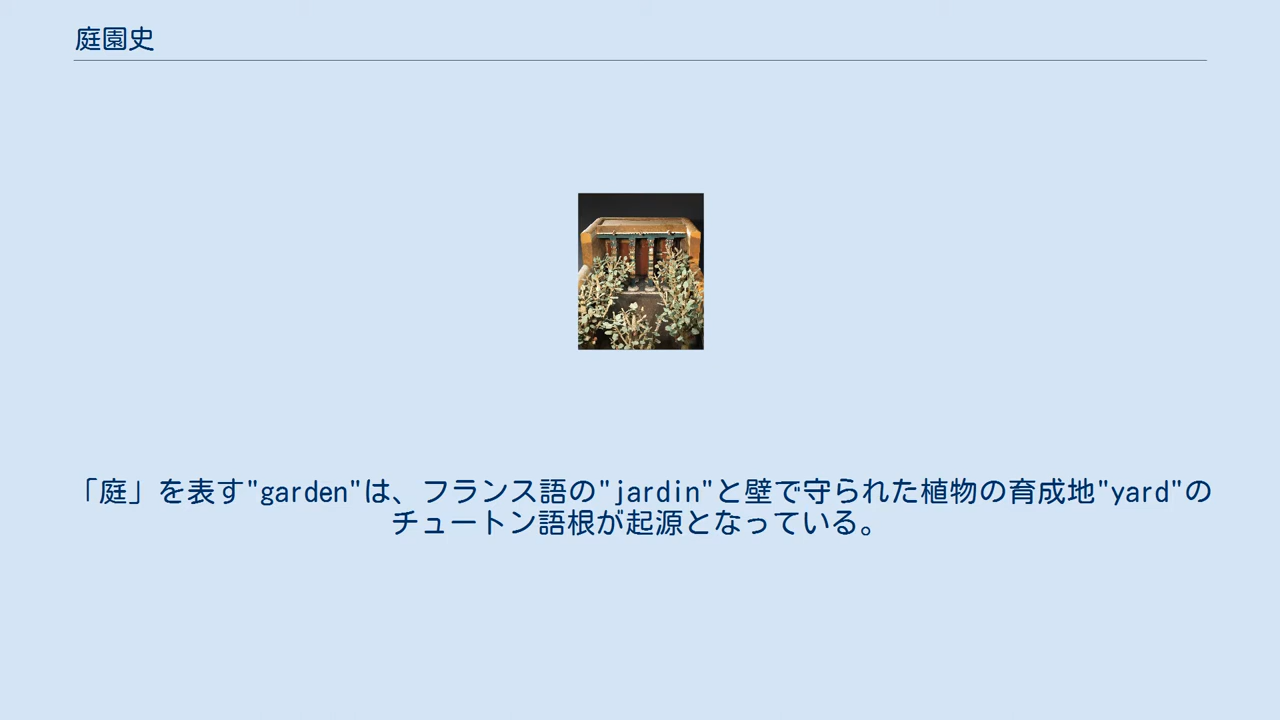 庭園史
「庭」を表す"garden"は、フランス語の"jardin"と壁で守られた植物の育成地"yard"の
チュートン語根が起源となっている。